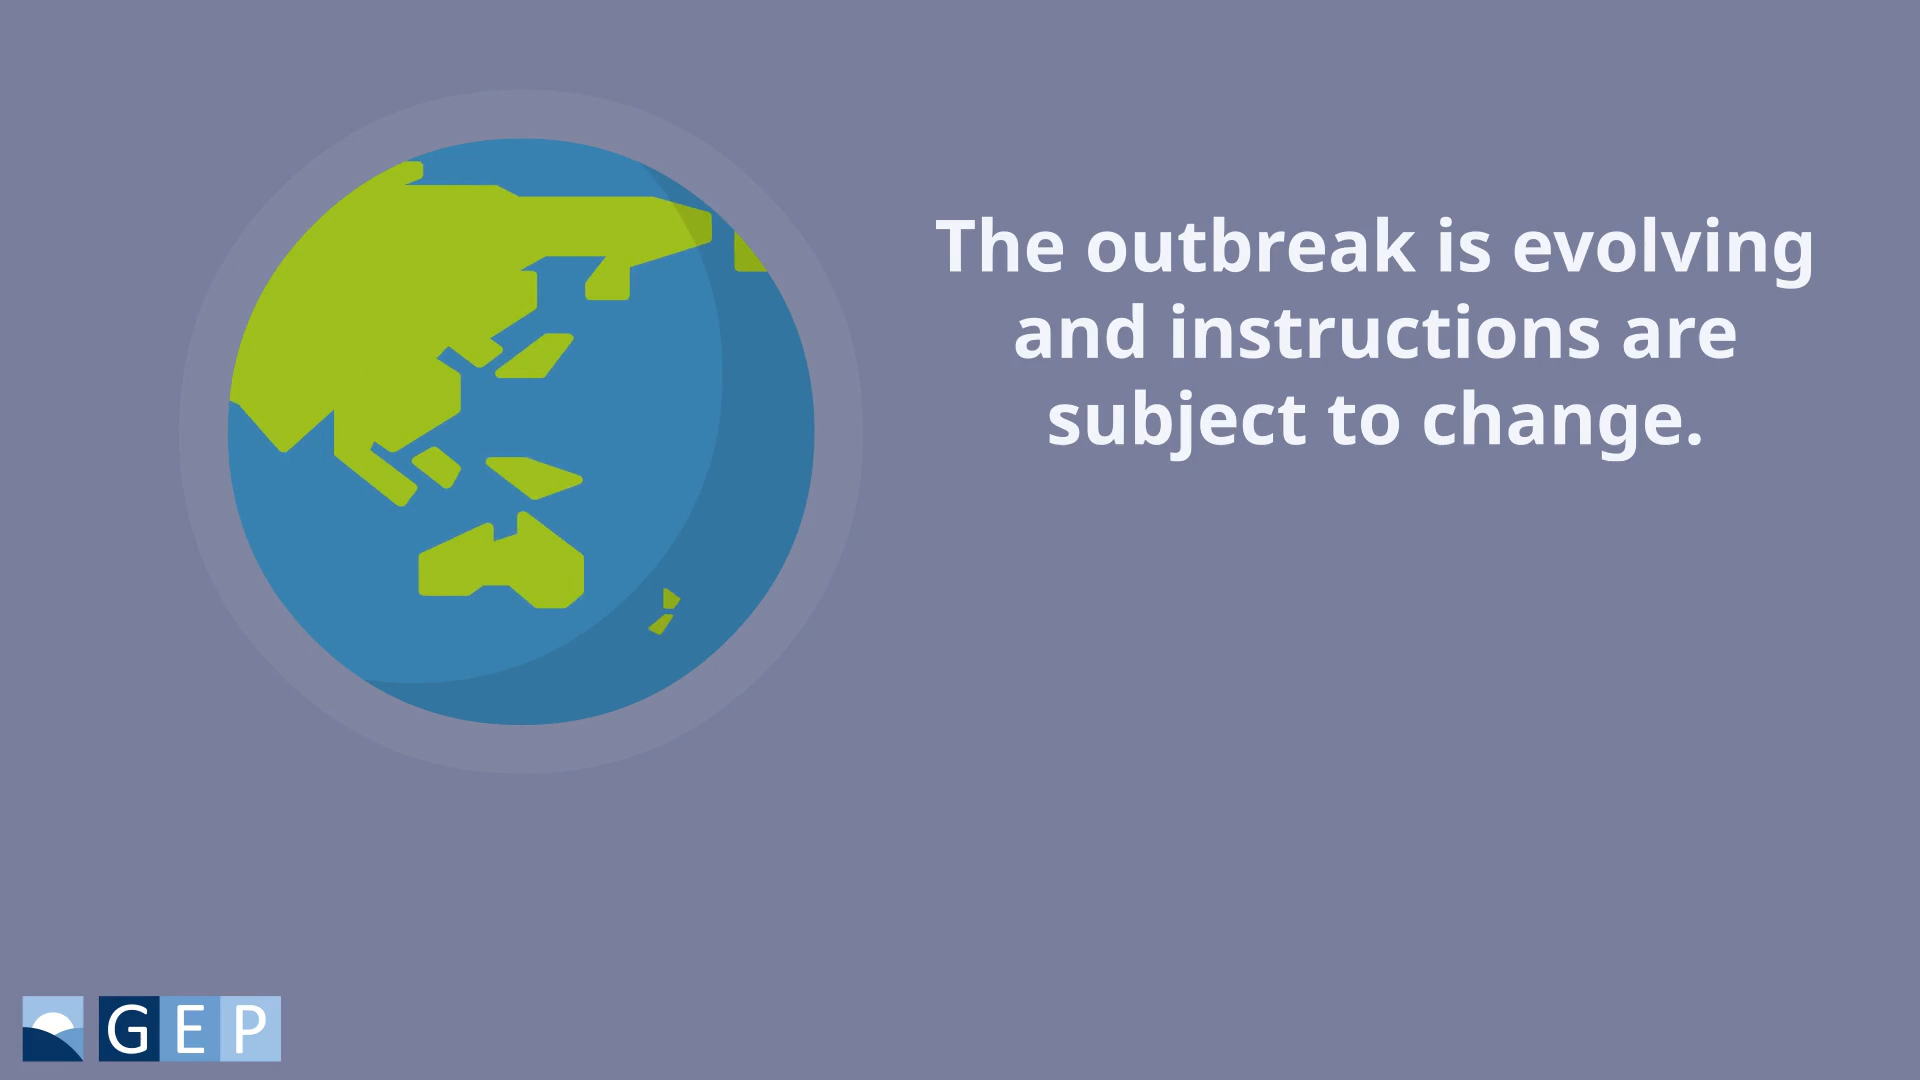 The outbreak is evolving
and instructions are
subject to change.
GEP